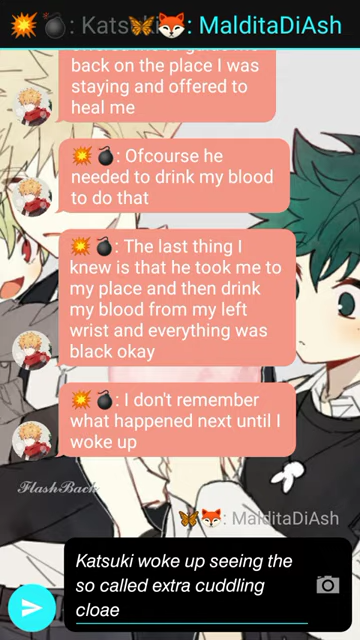 💥💣: Kats🦋🦊: MalditaDiAsh
back on the place I was
staying and offered to
heal me
💥💣: Ofcourse he
needed to drink my blood
to do that
💥💣: The last thing I
knew is that he took me to
my place and then drink
my blood from my left
wrist and everything was
black okay
💥💣: I don't remember
what happened next until I
woke up
FlashBack
🦋🦊: MalditaDiAsh
Katsuki woke up seeing the
so called extra cuddling
cloae